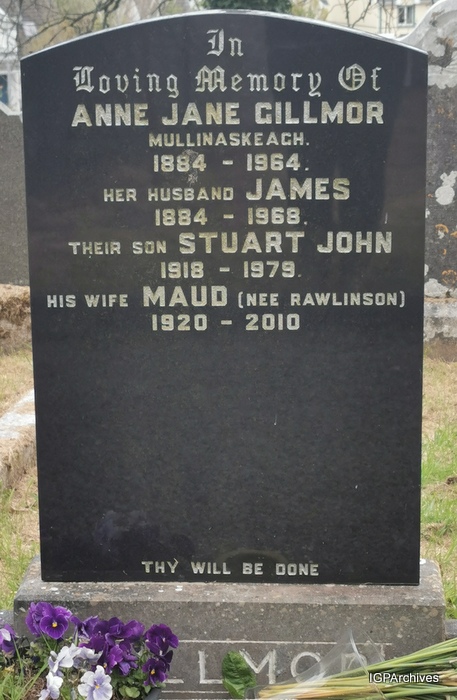 In
Loving Memory Of
ANNE JANE GILLMOR
MULLINASKEAGH.
1884 - 1964.
HER HUSBAND JAMES
1884 - 1968.
THEIR SON STUART JOHN
1918 - 1979.
HIS WIFE MAUD (NEE RAWLINSON)
1920 - 2010
THY WILL BE DONE
LLMOR
IGPArchives